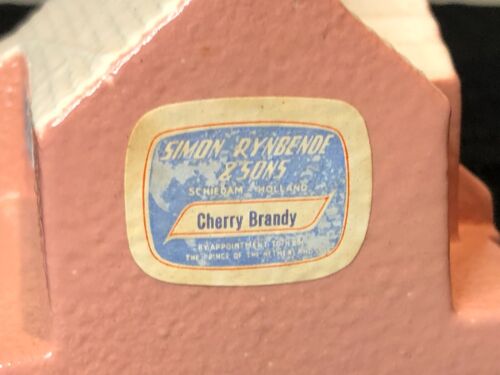 SIMON RYNBENDE
& SONS
SCHIEDAM - HOLLAND
Cherry Brandy
BY APPOINTMENT TO H.R.H.
THE PRINCE OF THE NETHERLANDS